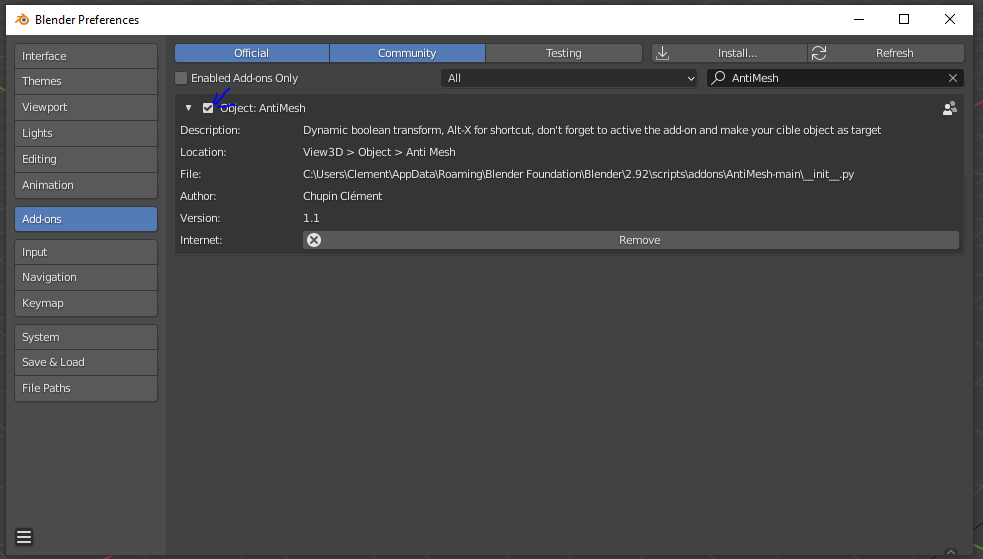 Blender Preferences
Interface
Themes
Viewport
Lights
Editing
Animation
Add-ons
Input
Navigation
Keymap
System
Save & Load
File Paths
Official Community Testing Install... Refresh
Enabled Add-ons Only All AntiMesh
Object: AntiMesh
Description: Dynamic boolean transform, Alt-X for shortcut, don't forget to active the add-on and make your cible object as target
Location: View3D > Object > Anti Mesh
File: C:\Users\Clement\AppData\Roaming\Blender Foundation\Blender\2.92\scripts\addons\AntiMesh-main\__init__.py
Author: Chupin Clément
Version: 1.1
Internet: Remove